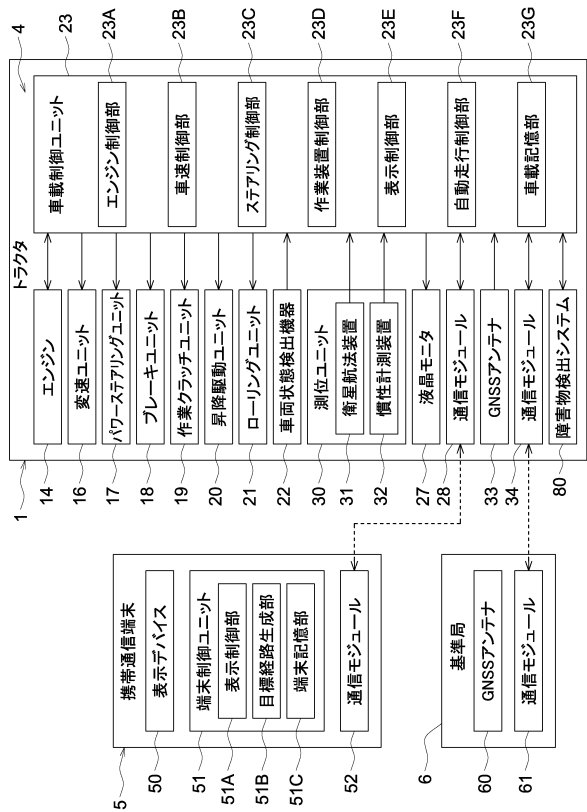 トラクタ
1
4
エンジン
14
変速ユニット
16
パワーステアリングユニット
17
ブレーキユニット
18
作業クラッチユニット
19
昇降駆動ユニット
20
ローリングユニット
21
車両状態検出機器
22
測位ユニット
30
衛星航法装置
31
慣性計測装置
32
液晶モニタ
27
通信モジュール
28
GNSSアンテナ
33
通信モジュール
34
障害物検出システム
80
車載制御ユニット
23
エンジン制御部
23A
車速制御部
23B
ステアリング制御部
23C
作業装置制御部
23D
表示制御部
23E
自動走行制御部
23F
車載記憶部
23G
携帯通信端末
5
表示デバイス
50
端末制御ユニット
51
表示制御部
51A
目標経路生成部
51B
端末記憶部
51C
通信モジュール
52
基準局
6
GNSSアンテナ
60
通信モジュール
61